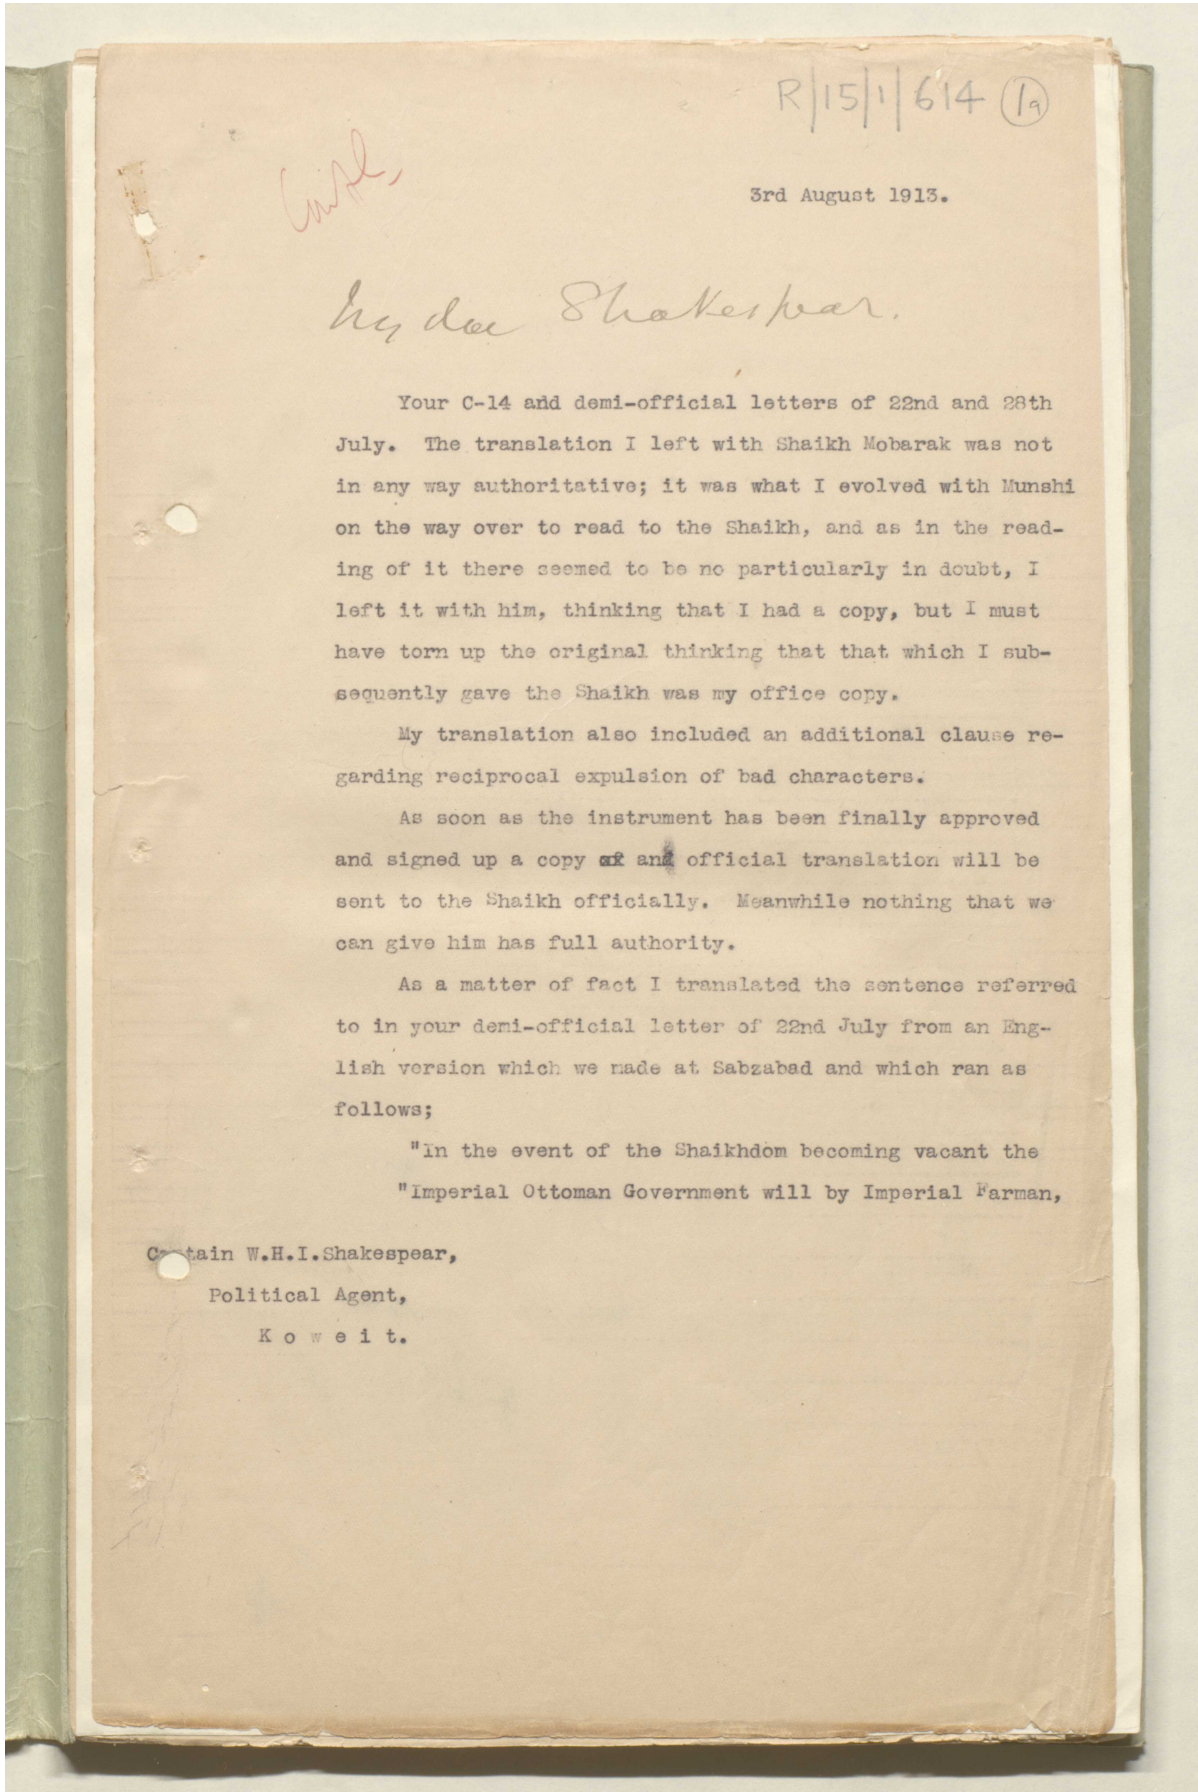 R/15/1/614 1a
3rd August 1913.
My dear Shakespear.
Your C-14 and demi-official letters of 22nd and 28th
July. The translation I left with Shaikh Mobarak was not
in any way authoritative; it was what I evolved with Munshi
on the way over to read to the Shaikh, and as in the read-
ing of it there seemed to be no particularly in doubt, I
left it with him, thinking that I had a copy, but I must
have torn up the original thinking that that which I sub-
sequently gave the Shaikh was my office copy.
My translation also included an additional clause re-
garding reciprocal expulsion of bad characters.
As soon as the instrument has been finally approved
and signed up a copy of an official translation will be
sent to the Shaikh officially. Meanwhile nothing that we
can give him has full authority.
As a matter of fact I translated the sentence referred
to in your demi-official letter of 22nd July from an Eng-
lish version which we made at Sabzabad and which ran as
follows;
"In the event of the Shaikhdom becoming vacant the
"Imperial Ottoman Government will by Imperial Farman,
Captain W.H.I.Shakespear,
Political Agent,
K o w e i t.